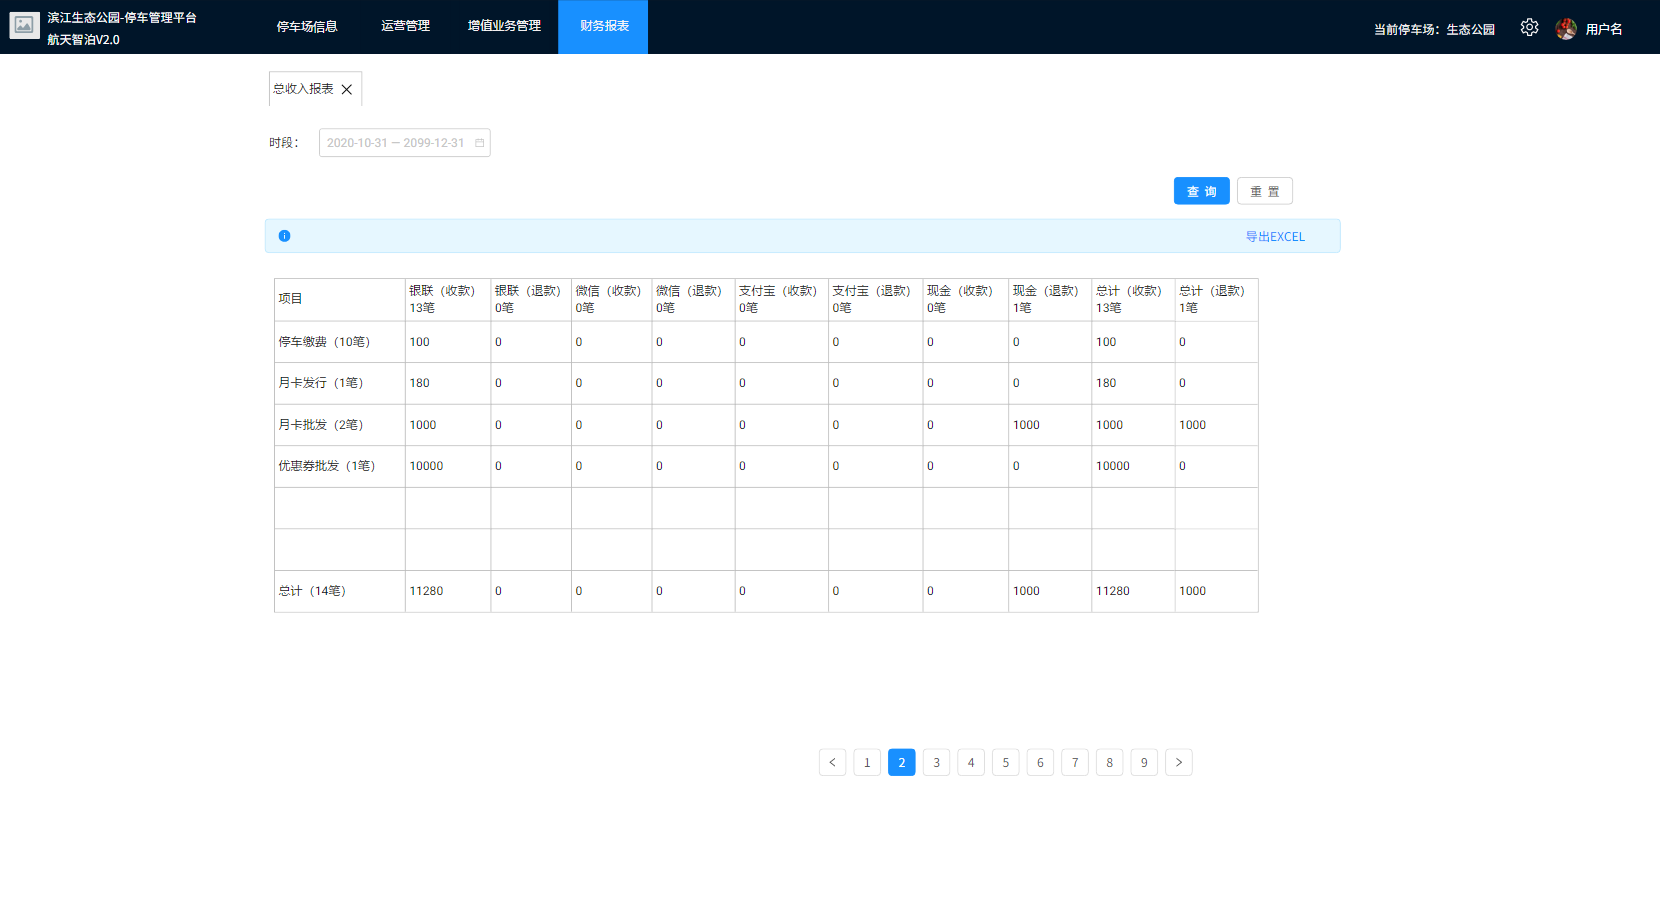 滨江生态公园-停车管理平台
航天智泊V2.0
停车场信息 运营管理 增值业务管理 财务报表
当前停车场：生态公园 用户名
总收入报表
时段： 2020-10-31 — 2099-12-31
查 询 重 置
导出EXCEL
项目 银联（收款） 13笔 银联（退款） 0笔 微信（收款） 0笔 微信（退款） 0笔 支付宝（收款） 0笔 支付宝（退款） 0笔 现金（收款） 0笔 现金（退款） 1笔 总计（收款） 13笔 总计（退款） 1笔
停车缴费（10笔） 100 0 0 0 0 0 0 0 100 0
月卡发行（1笔） 180 0 0 0 0 0 0 0 180 0
月卡批发（2笔） 1000 0 0 0 0 0 0 1000 1000 1000
优惠券批发（1笔） 10000 0 0 0 0 0 0 0 10000 0
总计（14笔） 11280 0 0 0 0 0 0 1000 11280 1000
< 1 2 3 4 5 6 7 8 9 >